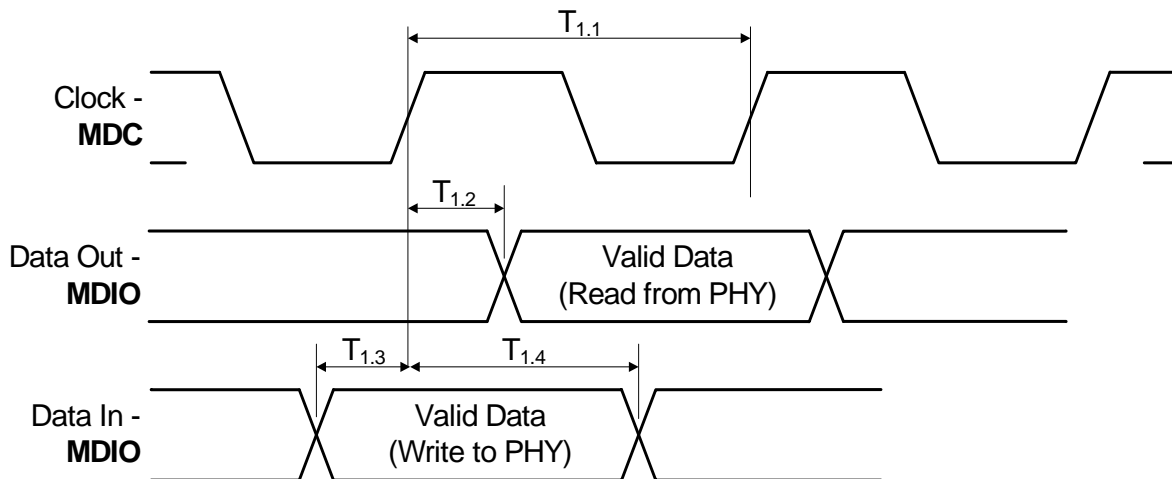 T1.1
Clock -
MDC
T1.2
Data Out -
MDIO
Valid Data
(Read from PHY)
T1.3
T1.4
Data In -
MDIO
Valid Data
(Write to PHY)